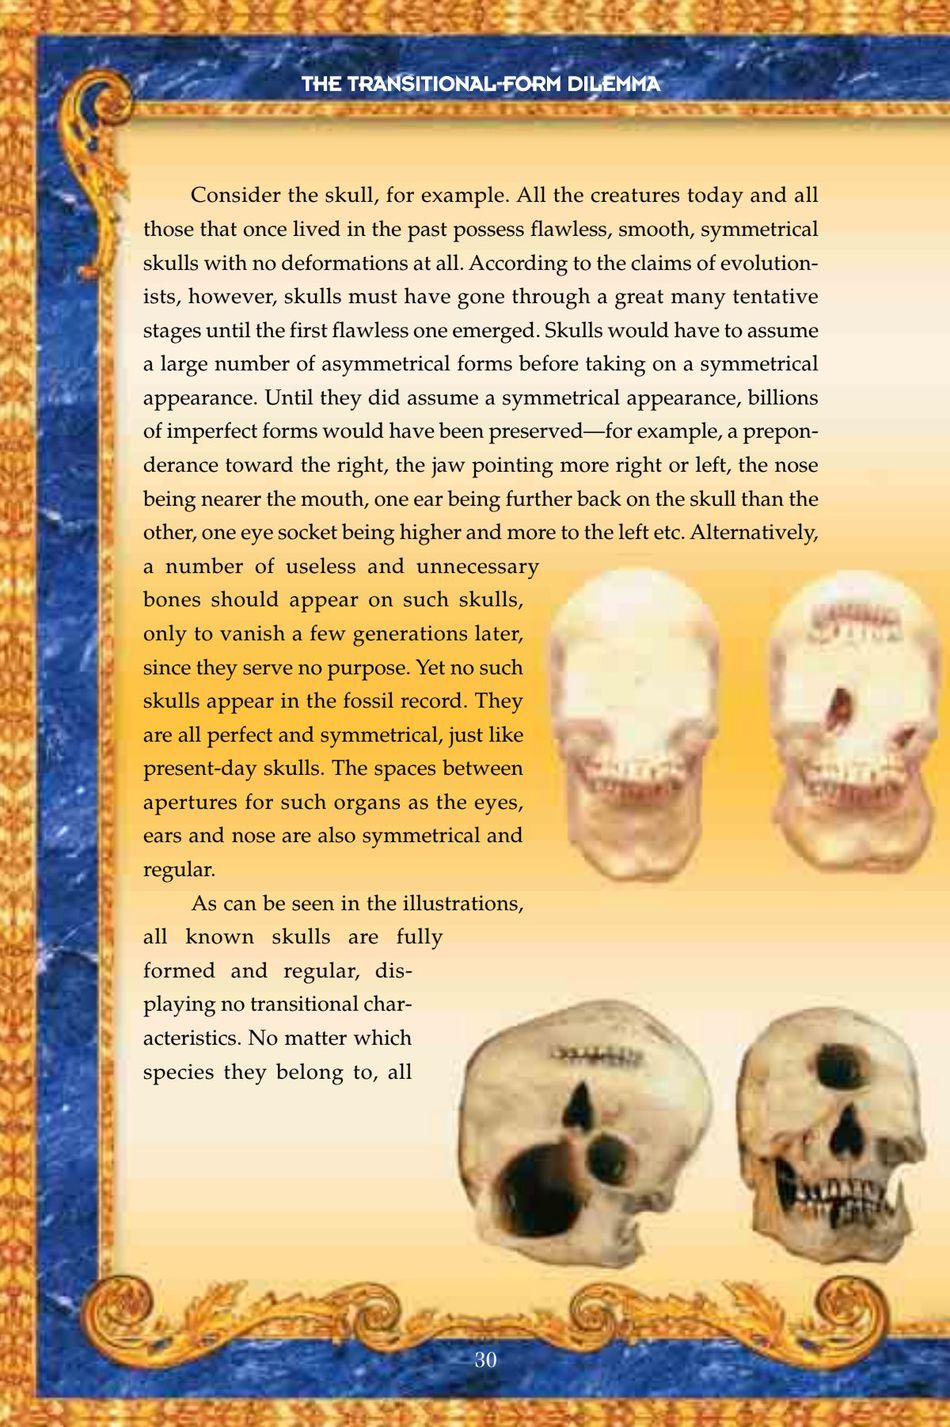 THE TRANSITIONAL-FORM DILEMMA
Consider the skull, for example. All the creatures today and all
those that once lived in the past possess flawless, smooth, symmetrical
skulls with no deformations at all. According to the claims of evolution-
ists, however, skulls must have gone through a great many tentative
stages until the first flawless one emerged. Skulls would have to assume
a large number of asymmetrical forms before taking on a symmetrical
appearance. Until they did assume a symmetrical appearance, billions
of imperfect forms would have been preserved—for example, a prepon-
derance toward the right, the jaw pointing more right or left, the nose
being nearer the mouth, one ear being further back on the skull than the
other, one eye socket being higher and more to the left etc. Alternatively,
a number of useless and unnecessary
bones should appear on such skulls,
only to vanish a few generations later,
since they serve no purpose. Yet no such
skulls appear in the fossil record. They
are all perfect and symmetrical, just like
present-day skulls. The spaces between
apertures for such organs as the eyes,
ears and nose are also symmetrical and
regular.
As can be seen in the illustrations,
all known skulls are fully
formed and regular, dis-
playing no transitional char-
acteristics. No matter which
species they belong to, all
30